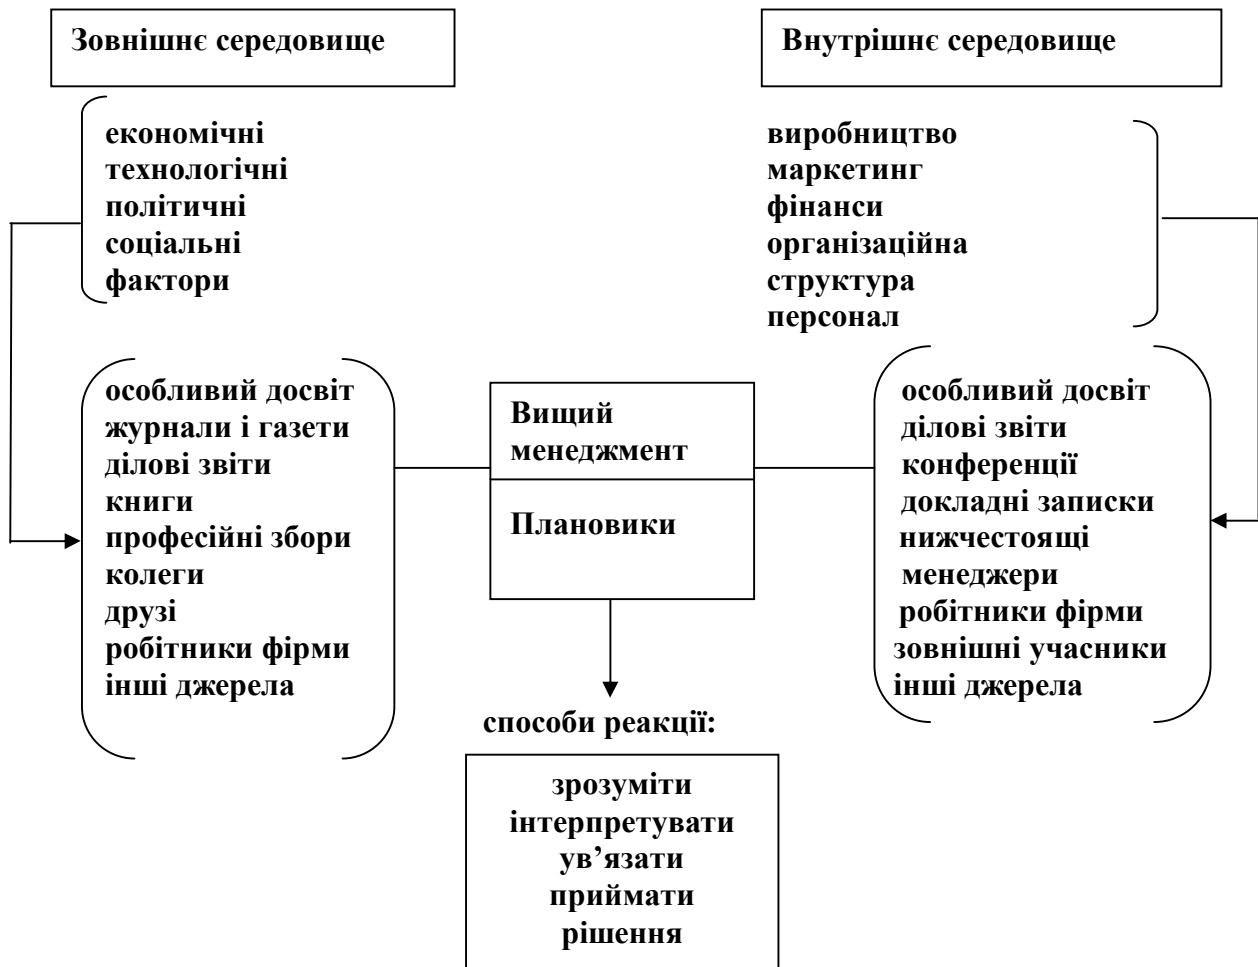 Зовнішнє середовище
економічні
технологічні
політичні
соціальні
фактори
особливий досвіт
журнали і газети
ділові звіти
книги
професійні збори
колеги
друзі
робітники фірми
інші джерела
Вищий
менеджмент
Плановики
способи реакції:
зрозуміти
інтерпретувати
ув’язати
приймати
рішення
Внутрішнє середовище
виробництво
маркетинг
фінанси
організаційна
структура
персонал
особливий досвіт
ділові звіти
конференції
докладні записки
нижчестоящі
менеджери
робітники фірми
зовнішні учасники
інші джерела